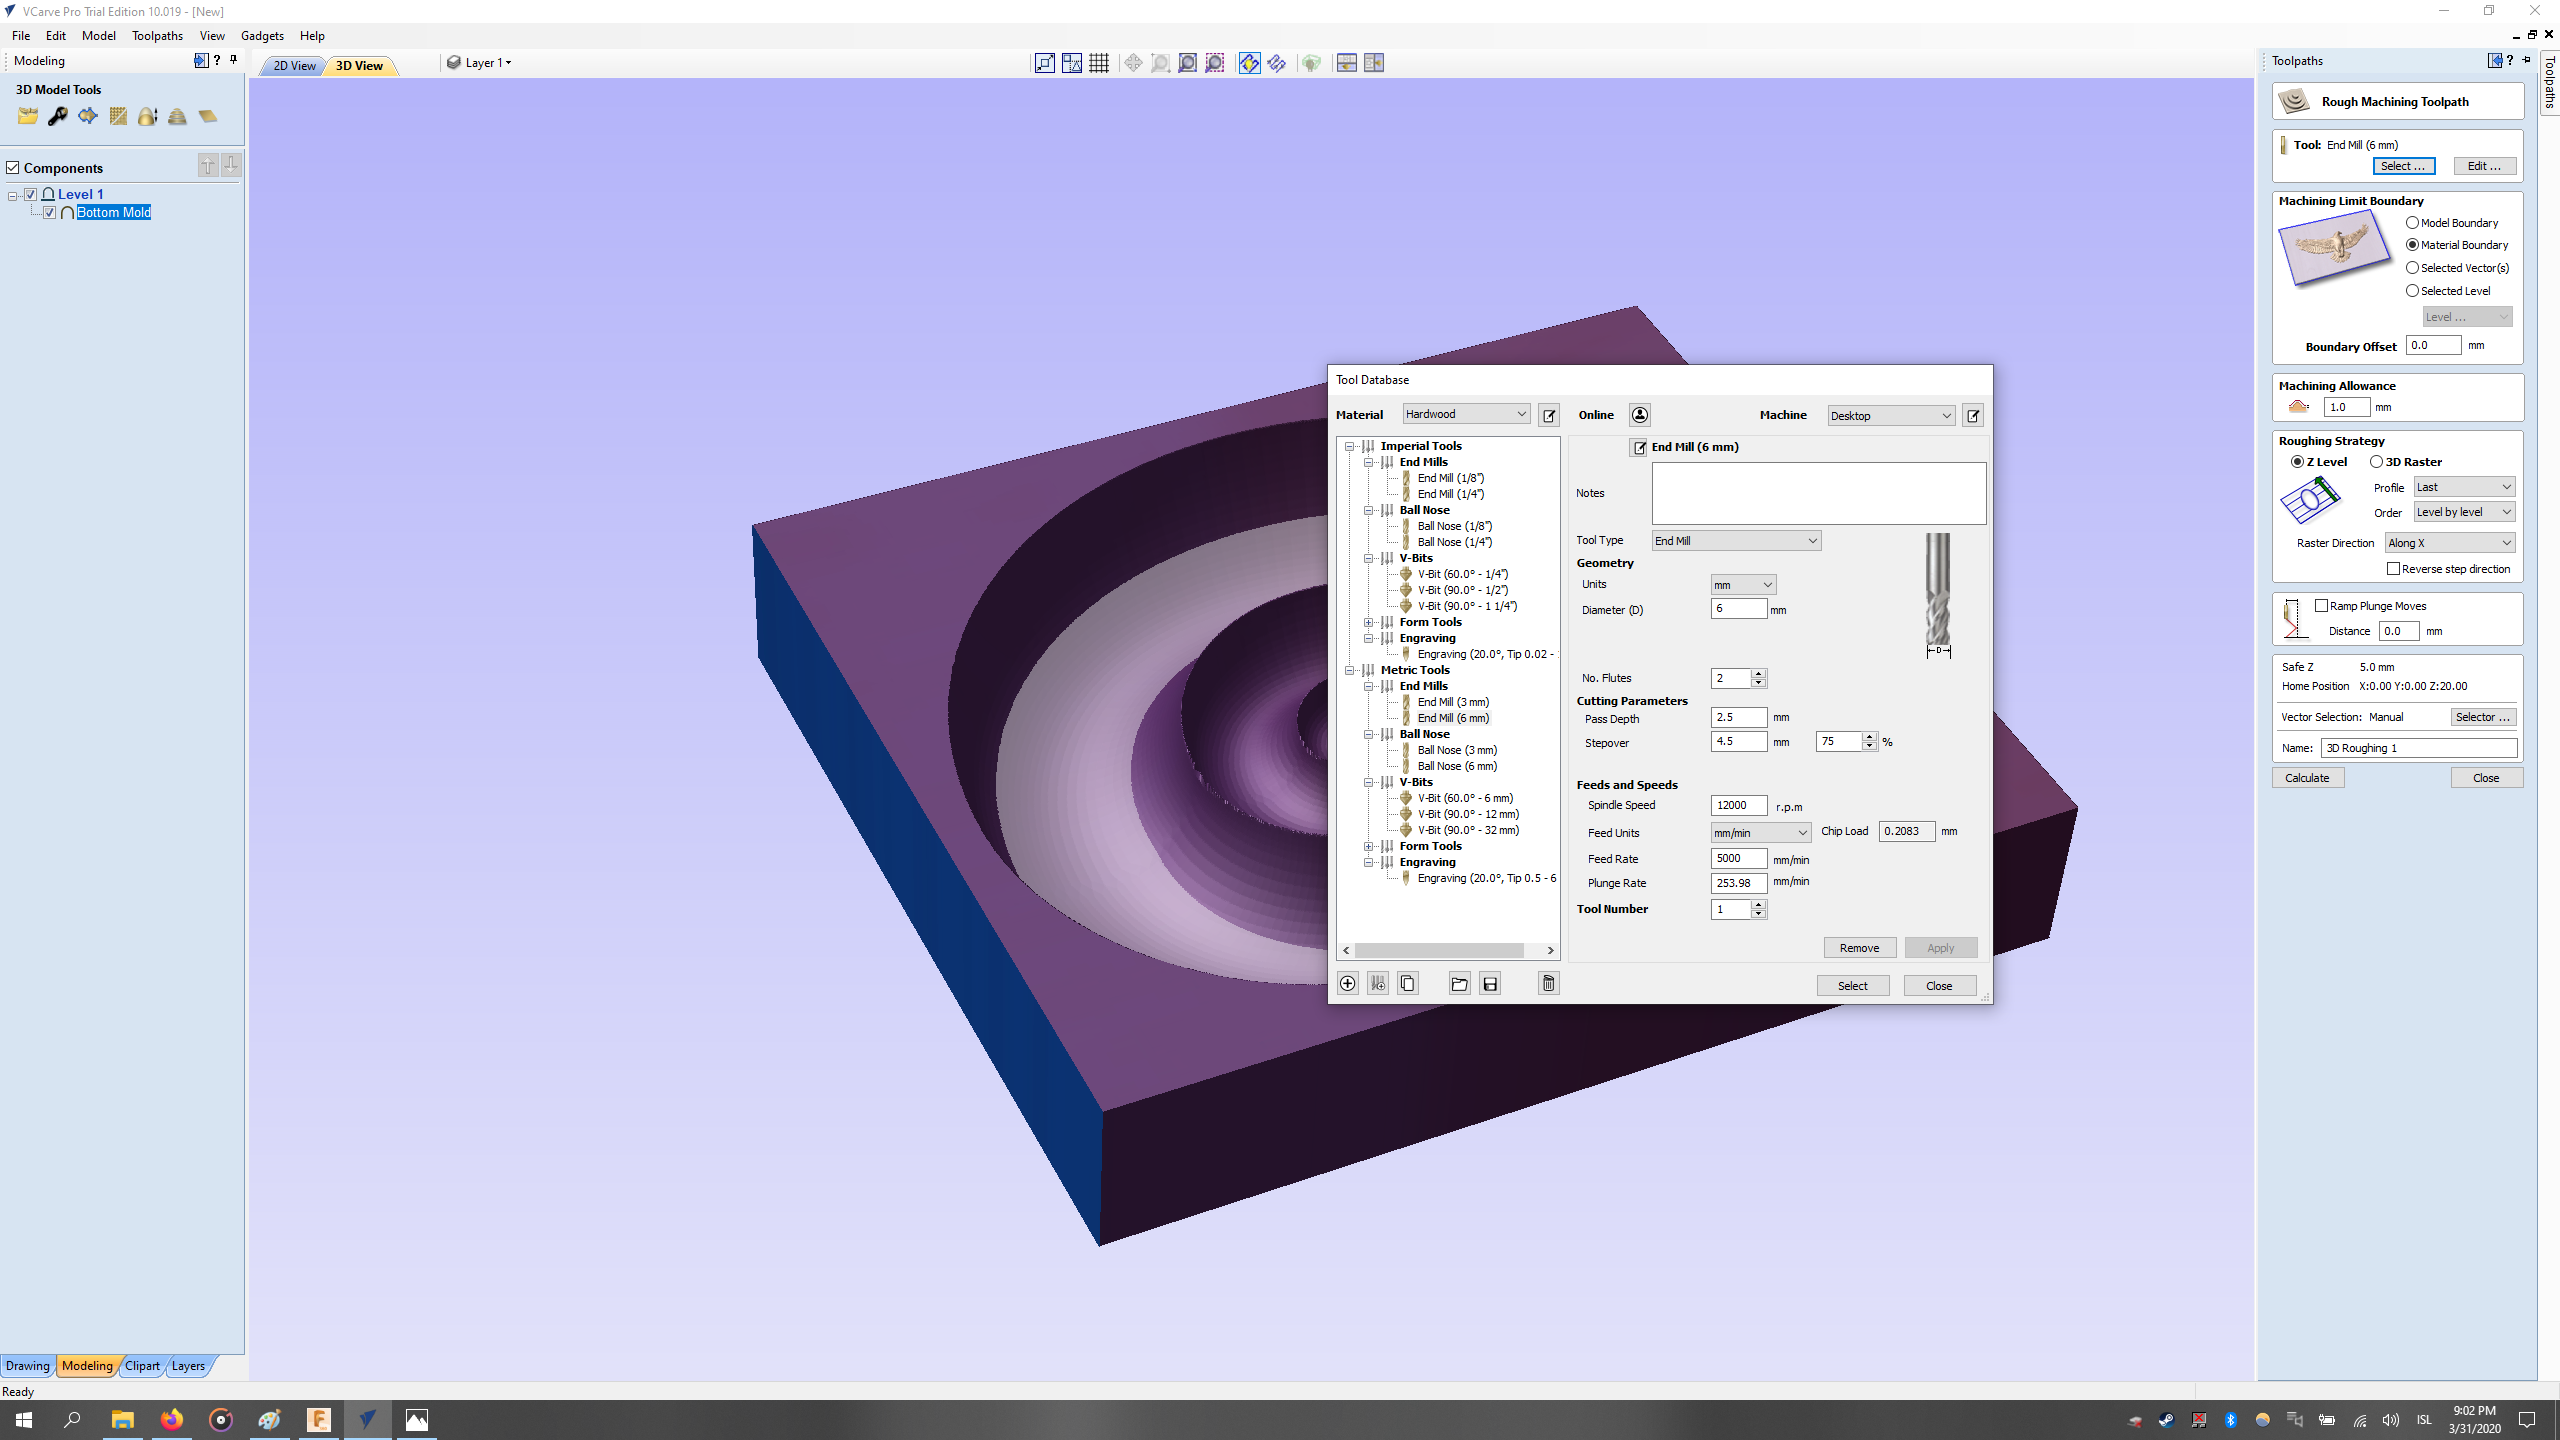 VCarve Pro Trial Edition 10.019 - [New]
File Edit Model Toolpaths View Gadgets Help
Modeling
3D Model Tools
Components
Level 1
Bottom Mold
2D View 3D View Layer 1
Tool Database
Material Hardwood Online Machine Desktop
Imperial Tools
End Mills
End Mill (1/8")
End Mill (1/4")
Ball Nose
Ball Nose (1/8")
Ball Nose (1/4")
V-Bits
V-Bit (60.0° - 1/4")
V-Bit (90.0° - 1/2")
V-Bit (90.0° - 1 1/4")
Form Tools
Engraving
Engraving (20.0°, Tip 0.02 -
Metric Tools
End Mills
End Mill (3 mm)
End Mill (6 mm)
Ball Nose
Ball Nose (3 mm)
Ball Nose (6 mm)
V-Bits
V-Bit (60.0° - 6 mm)
V-Bit (90.0° - 12 mm)
V-Bit (90.0° - 32 mm)
Form Tools
Engraving
Engraving (20.0°, Tip 0.5 - 6
End Mill (6 mm)
Notes
Tool Type End Mill
Geometry
Units mm
Diameter (D) 6 mm
D
No. Flutes 2
Cutting Parameters
Pass Depth 2.5 mm
Stepover 4.5 mm 75 %
Feeds and Speeds
Spindle Speed 12000 r.p.m
Feed Units mm/min Chip Load 0.2083 mm
Feed Rate 5000 mm/min
Plunge Rate 253.98 mm/min
Tool Number 1
Remove Apply
Select Close
Toolpaths
Toolpaths
Rough Machining Toolpath
Tool: End Mill (6 mm)
Select ... Edit ...
Machining Limit Boundary
Model Boundary
Material Boundary
Selected Vector(s)
Selected Level
Level ...
Boundary Offset 0.0 mm
Machining Allowance
1.0 mm
Roughing Strategy
Z Level 3D Raster
Profile Last
Order Level by level
Raster Direction Along X
Reverse step direction
Ramp Plunge Moves
Distance 0.0 mm
Safe Z 5.0 mm
Home Position X:0.00 Y:0.00 Z:20.00
Vector Selection: Manual Selector ...
Name: 3D Roughing 1
Calculate Close
Drawing Modeling Clipart Layers
Ready
ISL
9:02 PM
3/31/2020